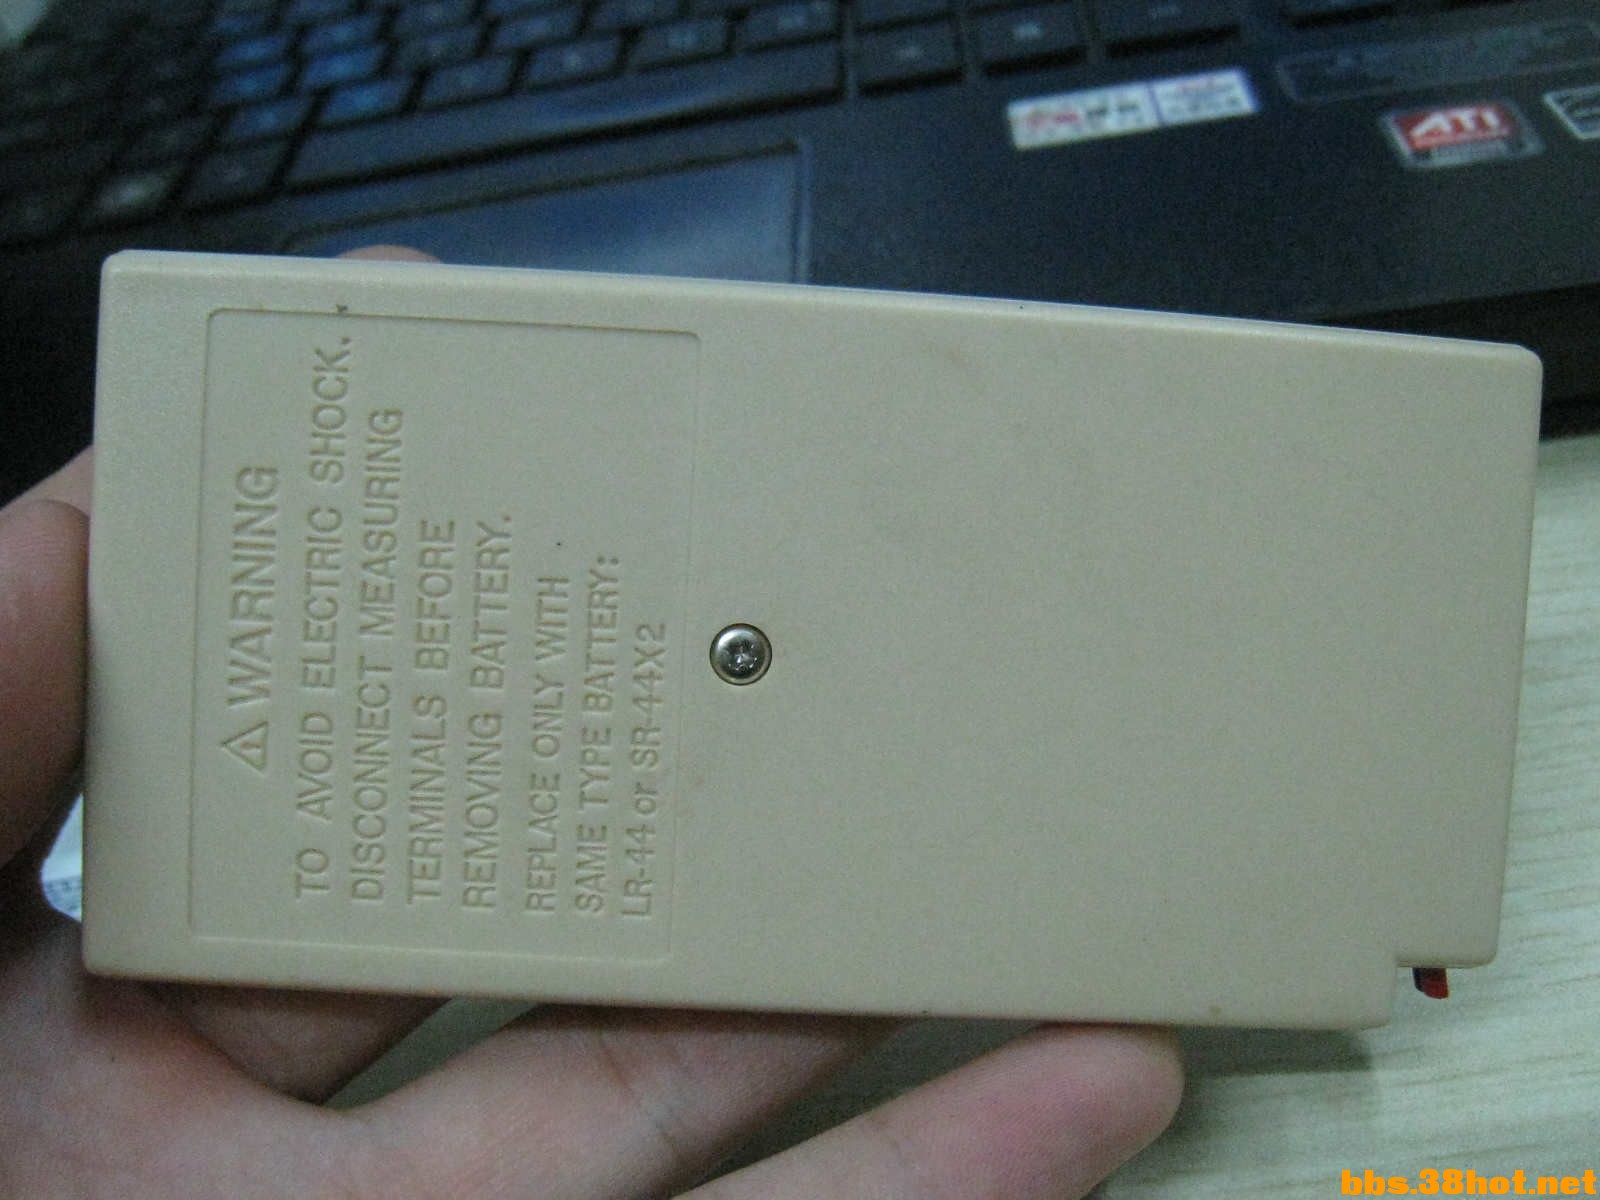 WARNING
TO AVOID ELECTRIC SHOCK.
DISCONNECT MEASURING
TERMINALS BEFORE
REMOVING BATTERY.
REPLACE ONLY WITH
SAME TYPE BATTERY:
LR-44 or SR-44X2
ATI
bbs.38hot.net